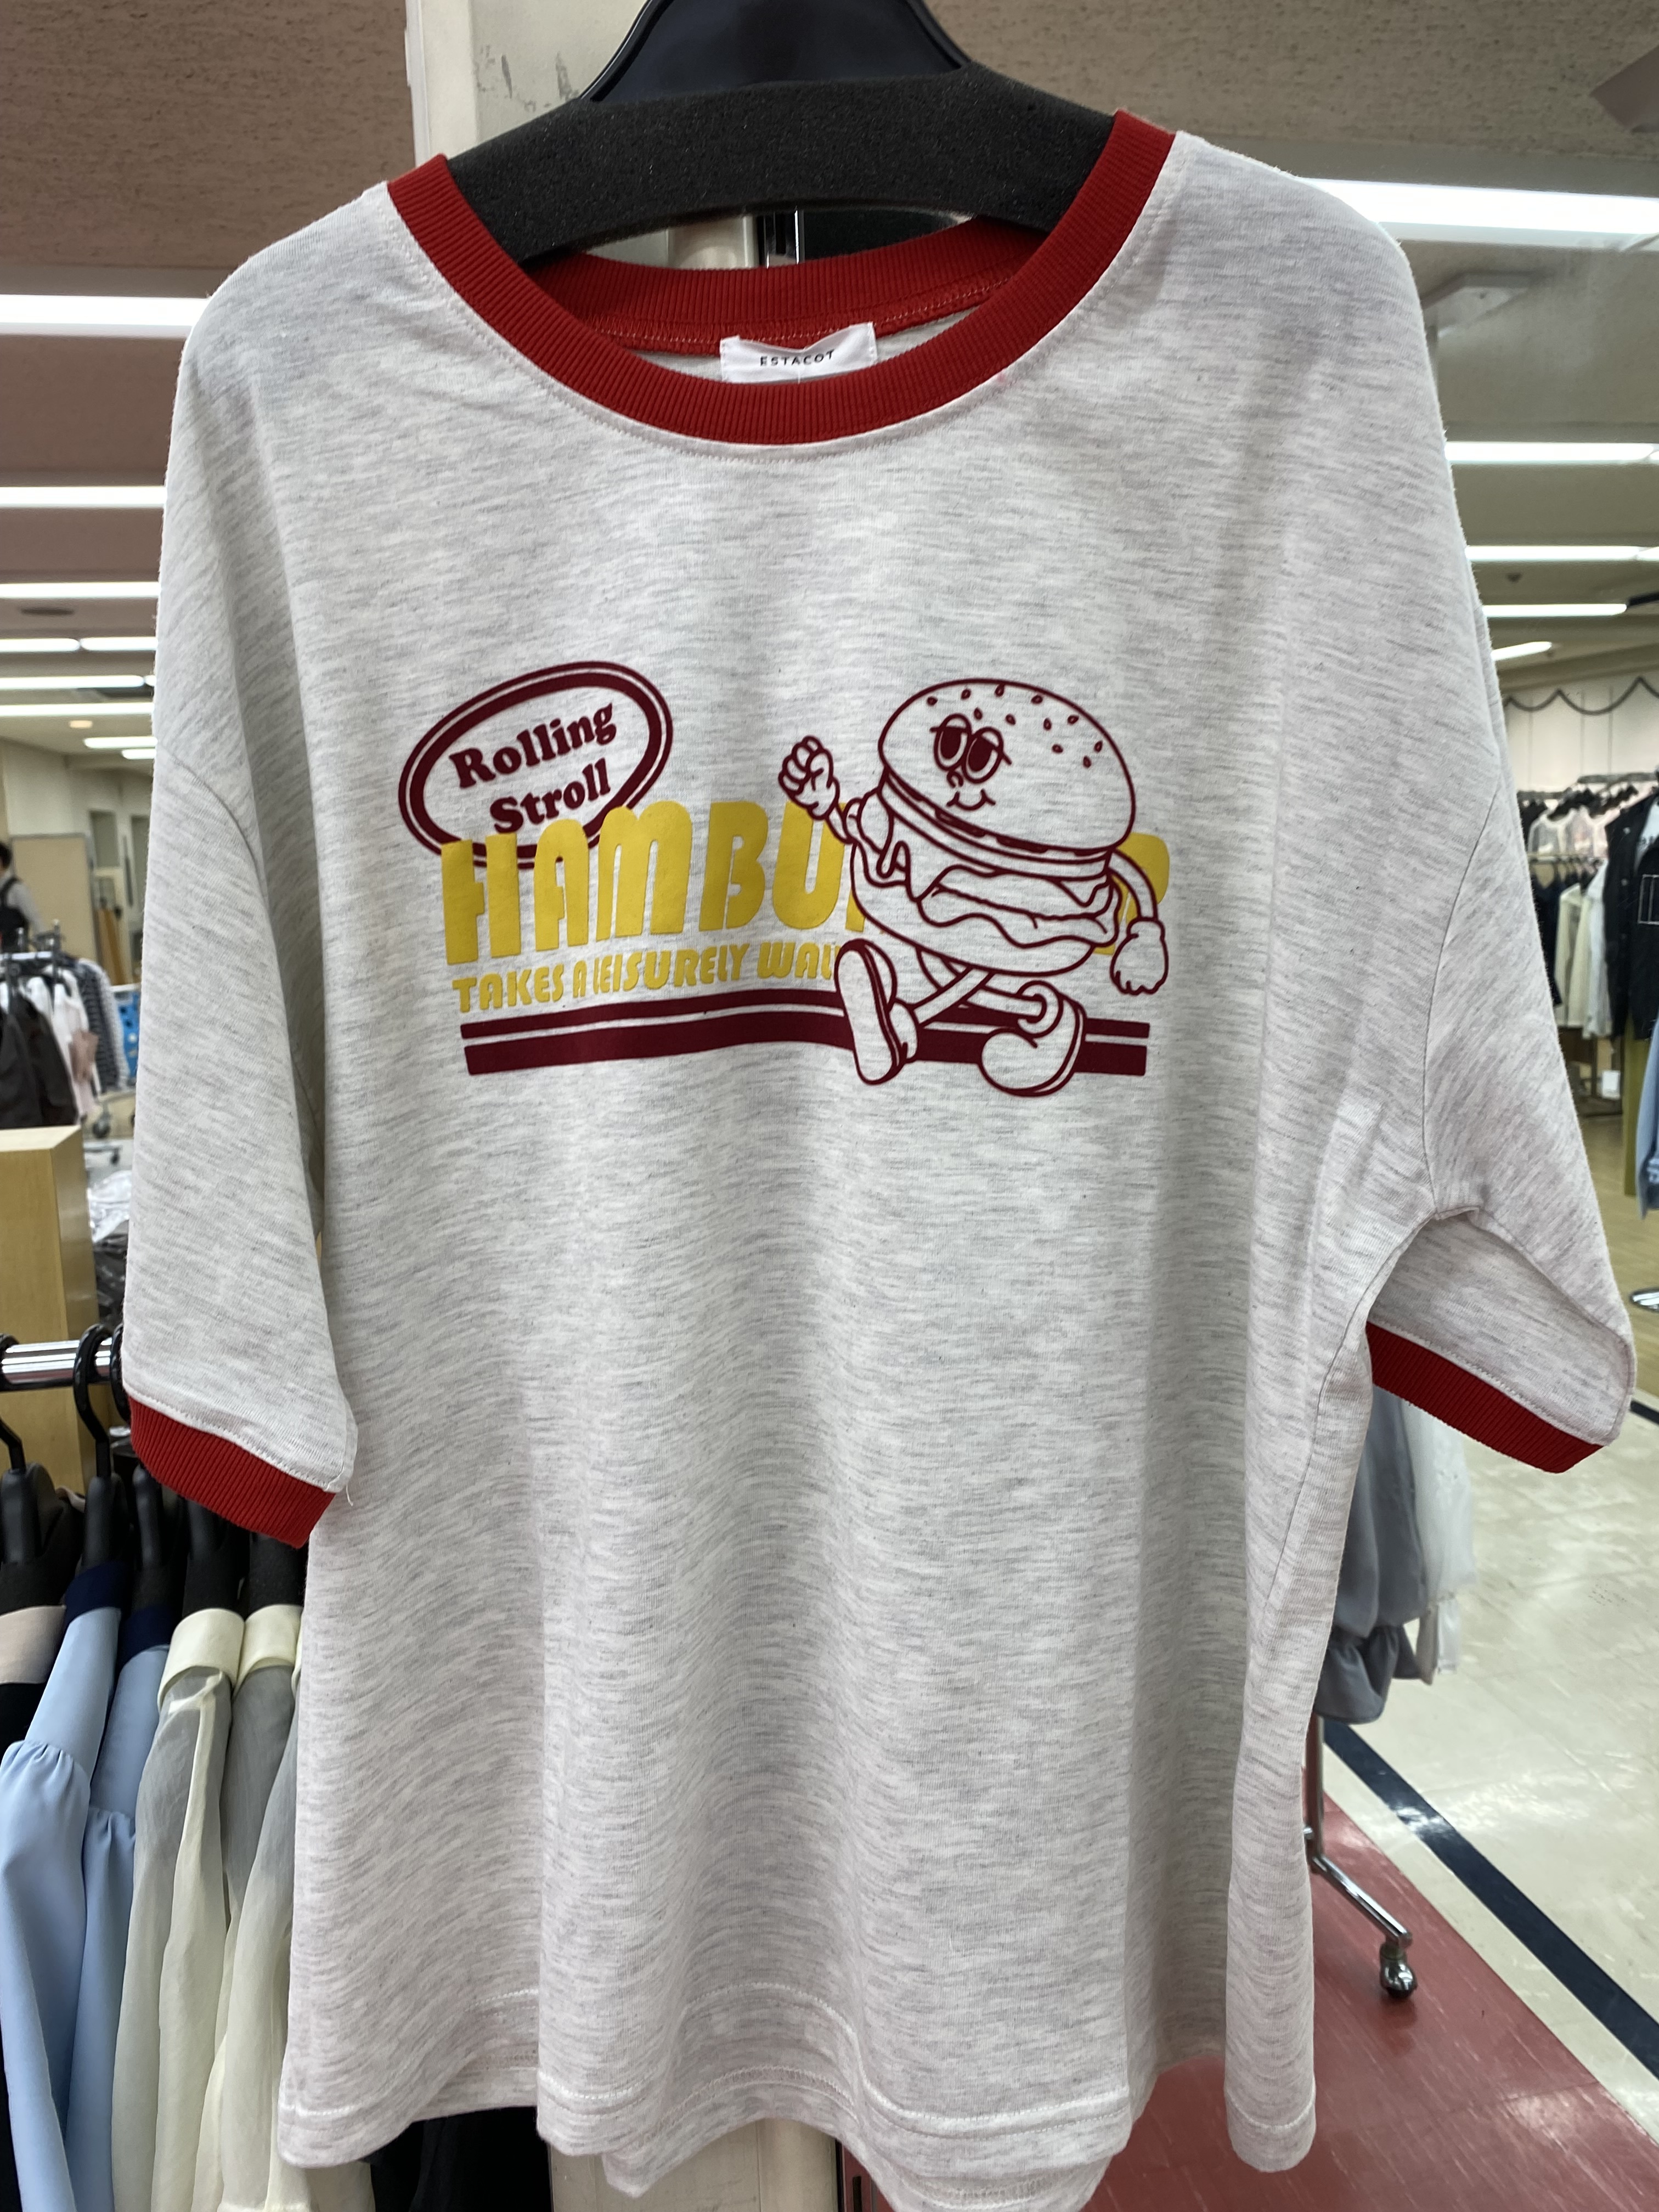 ESTACOT
Rolling
Stroll
HAMBU
TAKES A LEISURELY WAL